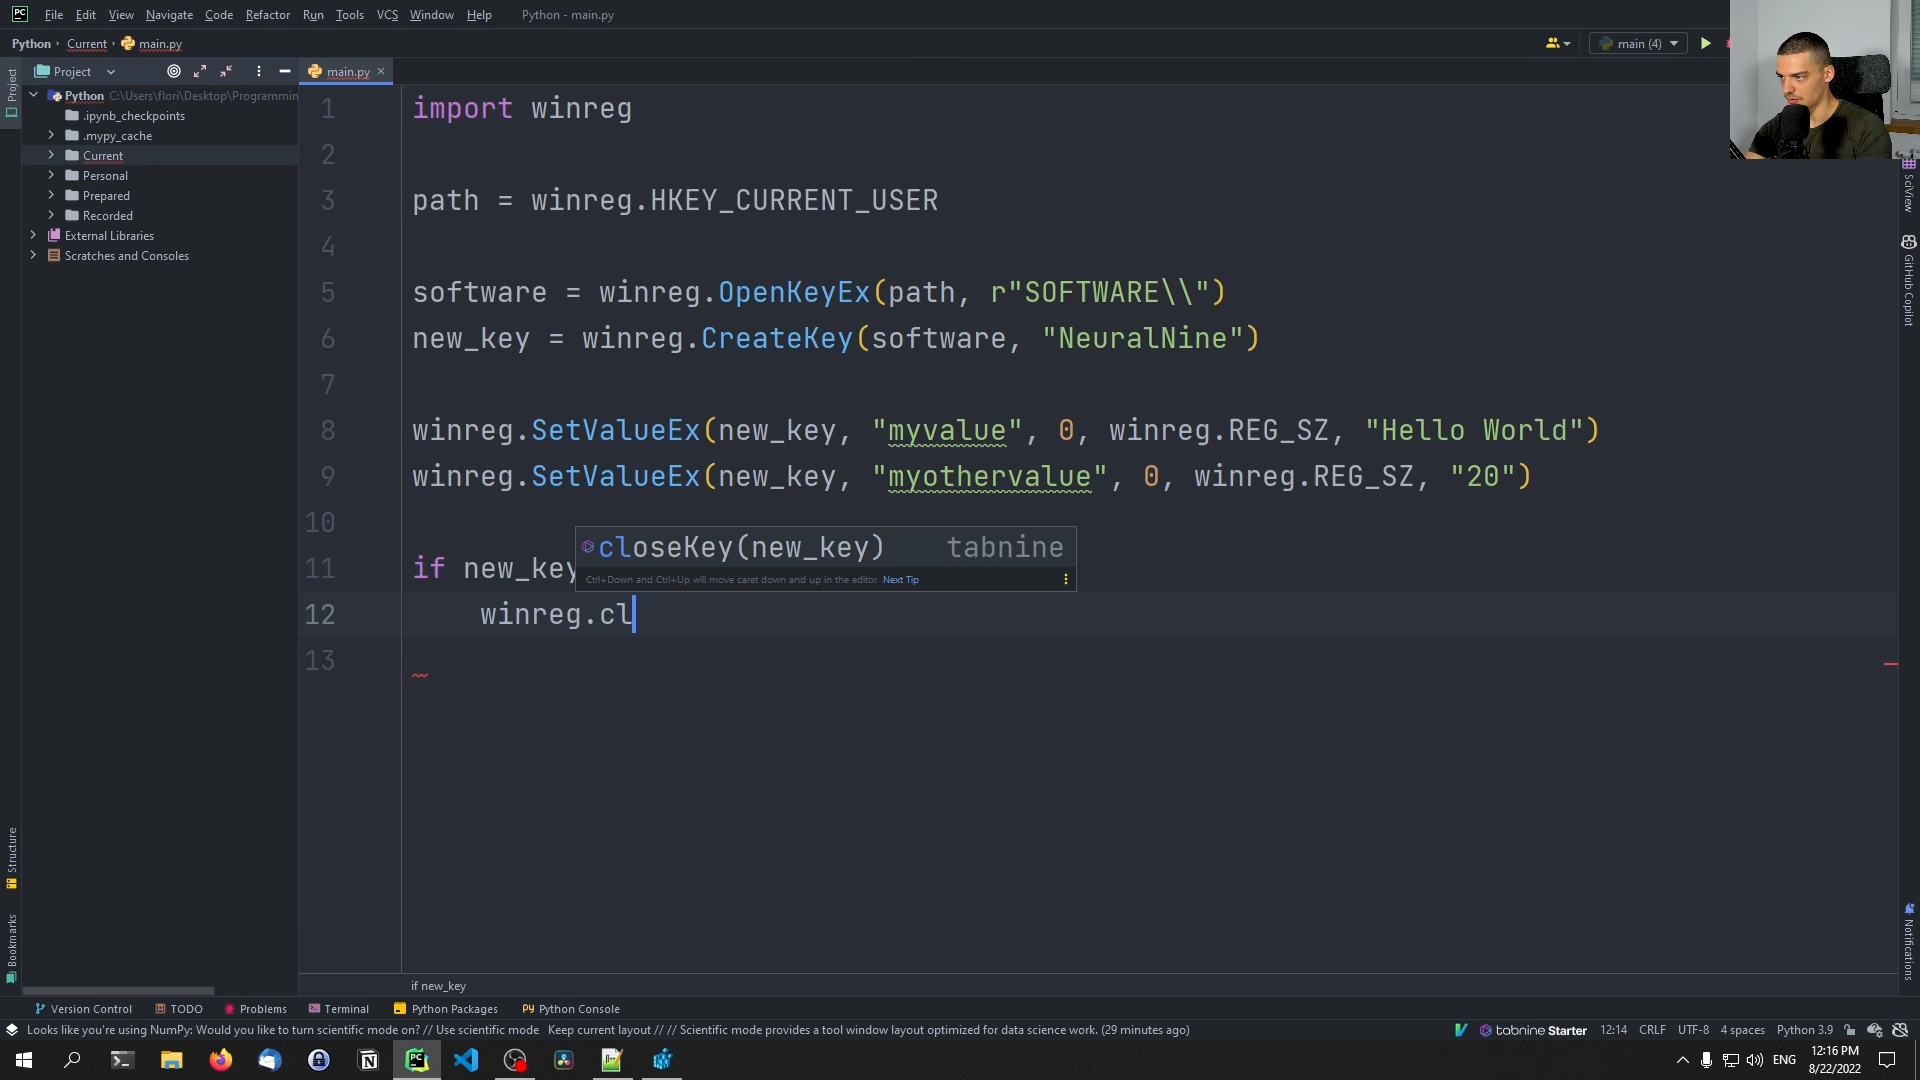 PC File Edit View Navigate Code Refactor Run Tools VCS Window Help Python - main.py
Python › Current › main.py
main (4)
Project
Project
main.py
Python C:\Users\flori\Desktop\Programmin
.ipynb_checkpoints
.mypy_cache
Current
Personal
Prepared
Recorded
External Libraries
Scratches and Consoles
1 import winreg
2
3 path = winreg.HKEY_CURRENT_USER
4
5 software = winreg.OpenKeyEx(path, r"SOFTWARE\\")
6 new_key = winreg.CreateKey(software, "NeuralNine")
7
8 winreg.SetValueEx(new_key, "myvalue", 0, winreg.REG_SZ, "Hello World")
9 winreg.SetValueEx(new_key, "myothervalue", 0, winreg.REG_SZ, "20")
10
closeKey(new_key) tabnine
11 if new_key
Ctrl+Down and Ctrl+Up will move caret down and up in the editor Next Tip
12 winreg.cl
13
SciView
GitHub Copilot
Notifications
Structure
Bookmarks
if new_key
Version Control TODO Problems Terminal Python Packages Python Console
Looks like you're using NumPy: Would you like to turn scientific mode on? // Use scientific mode Keep current layout // // Scientific mode provides a tool window layout optimized for data science work. (29 minutes ago)
tabnine Starter 12:14 CRLF UTF-8 4 spaces Python 3.9
ENG
12:16 PM
8/22/2022